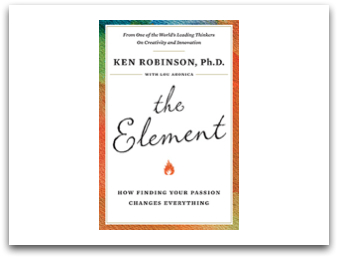 From One of the World's Leading Thinkers
On Creativity and Innovation
KEN ROBINSON, Ph.D.
WITH LOU ARONICA
the
Element
HOW FINDING YOUR PASSION
CHANGES EVERYTHING